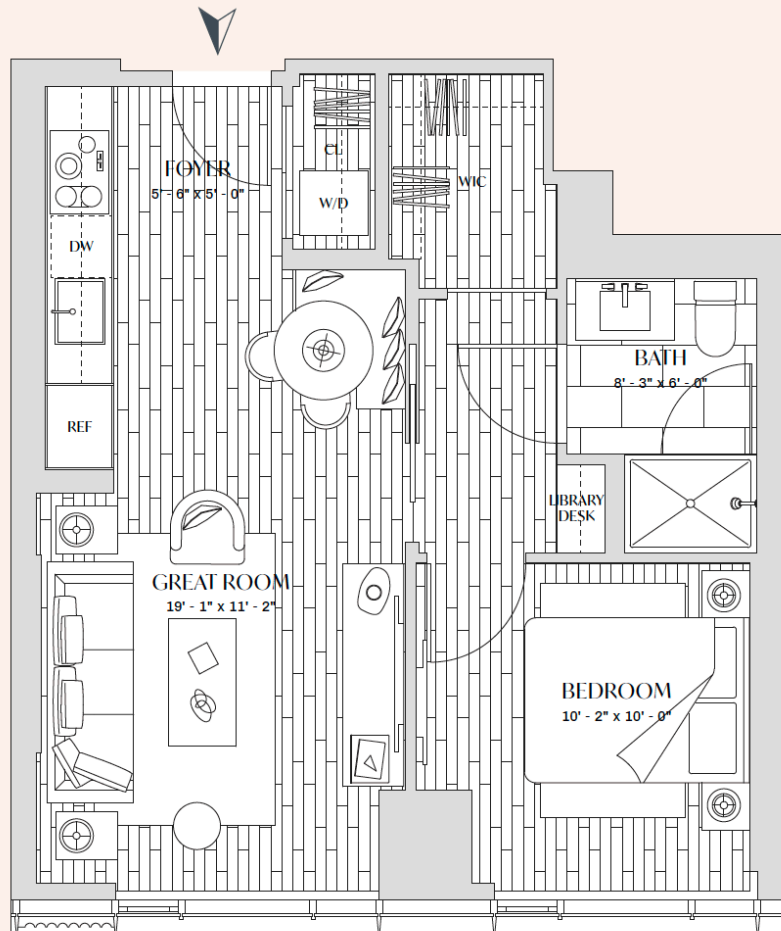 FOYER
5' - 6" x 5' - 0"
CL
W/D
WIC
DW
REF
BATH
8' - 3" x 6' - 0"
LIBRARY
DESK
GREAT ROOM
19' - 1" x 11' - 2"
BEDROOM
10' - 2" x 10' - 0"